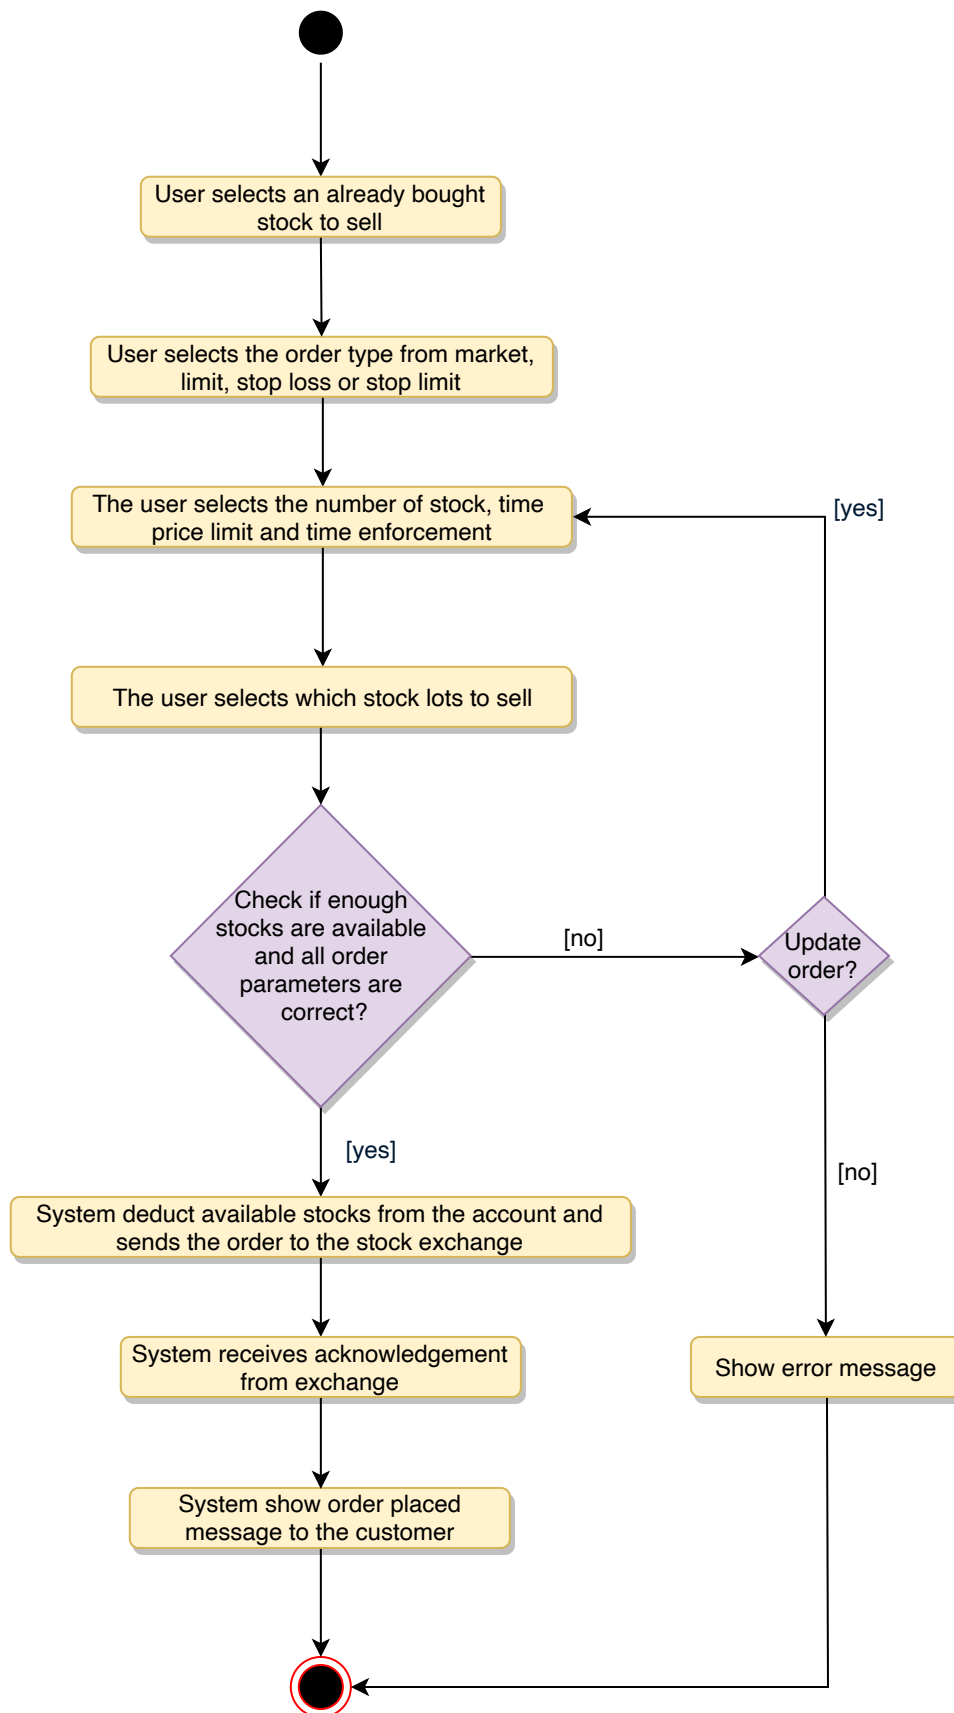 User selects an already bought
stock to sell
User selects the order type from market,
limit, stop loss or stop limit
The user selects the number of stock, time
price limit and time enforcement
[yes]
The user selects which stock lots to sell
Check if enough
stocks are available
and all order
parameters are
correct?
[no]
Update
order?
[yes]
[no]
System deduct available stocks from the account and
sends the order to the stock exchange
System receives acknowledgement
from exchange
Show error message
System show order placed
message to the customer